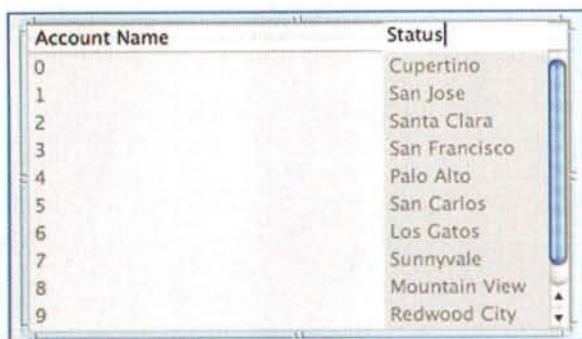 Account Name Status
0 Cupertino
1 San Jose
2 Santa Clara
3 San Francisco
4 Palo Alto
5 San Carlos
6 Los Gatos
7 Sunnyvale
8 Mountain View
9 Redwood City